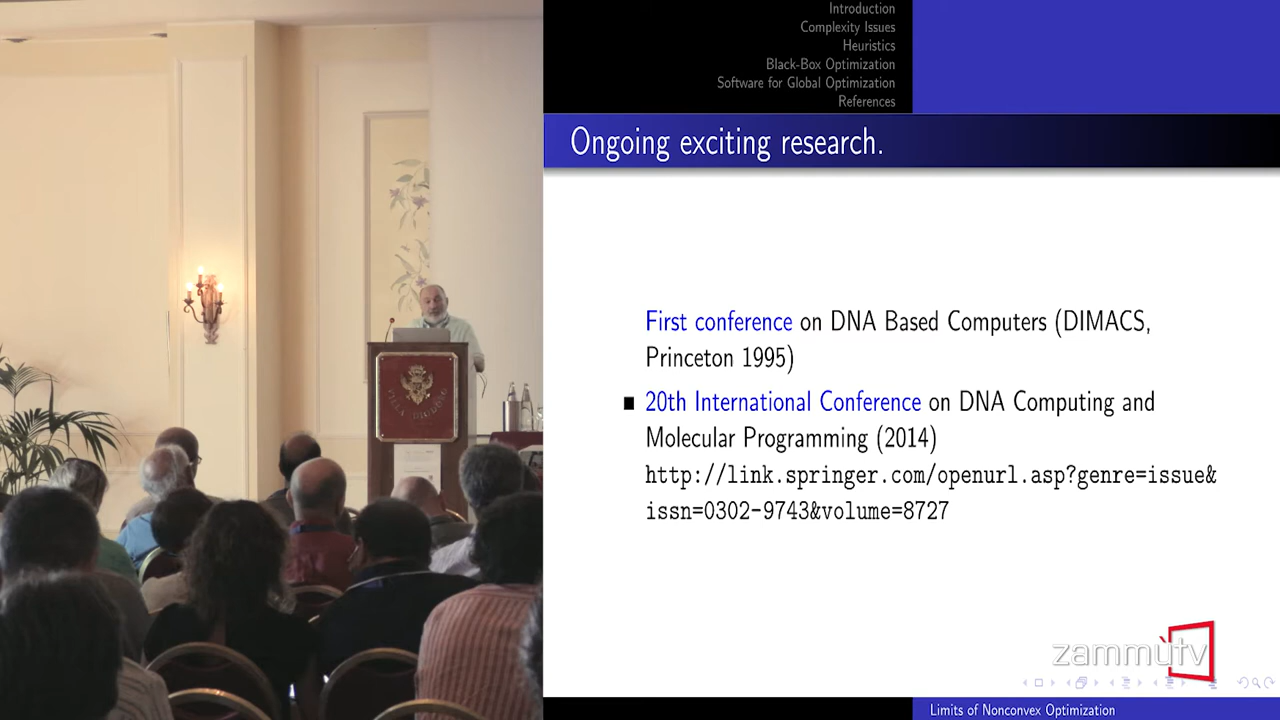 Introduction
Complexity Issues
Heuristics
Black-Box Optimization
Software for Global Optimization
References
Ongoing exciting research.
First conference on DNA Based Computers (DIMACS,
Princeton 1995)
■ 20th International Conference on DNA Computing and
Molecular Programming (2014)
http://link.springer.com/openurl.asp?genre=issue&
issn=0302-9743&volume=8727
zammùtv
Limits of Nonconvex Optimization